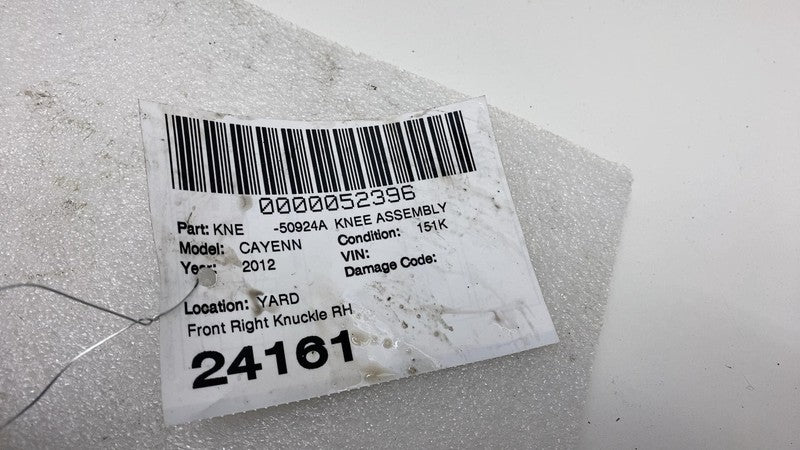 0000052396
Part: KNE -50924A KNEE ASSEMBLY
Model: CAYENN Condition: 151K
Year: 2012 VIN:
Damage Code:
Location: YARD
Front Right Knuckle RH
24161